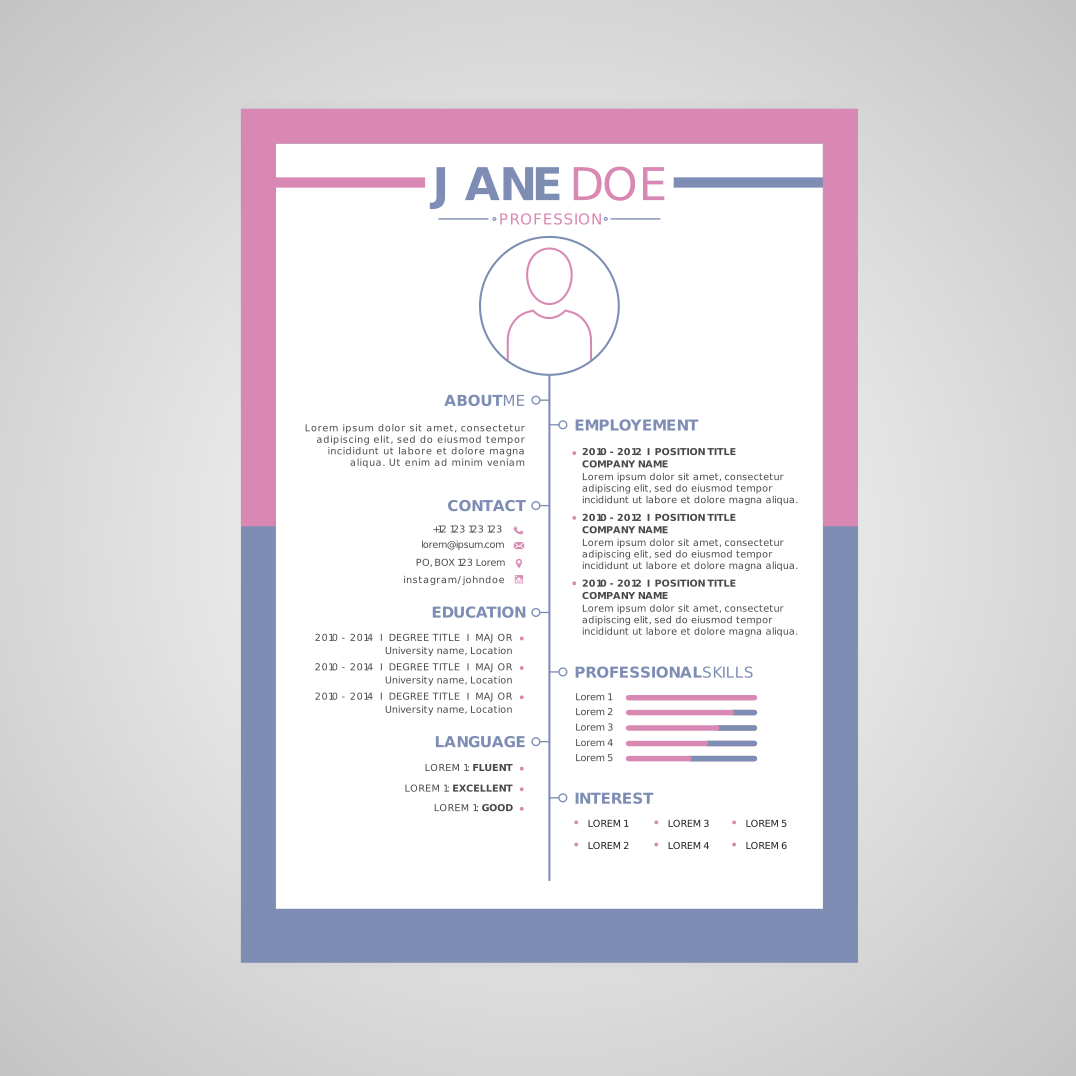 JANE DOE
PROFESSION
ABOUTME
Lorem ipsum dolor sit amet, consectetur
adipiscing elit, sed do eiusmod tempor
incididunt ut labore et dolore magna
aliqua. Ut enim ad minim veniam
CONTACT
+12 123 123 123
lorem@ipsum.com
PO, BOX 123 Lorem
instagram/johndoe
EDUCATION
2010 - 2014 I DEGREE TITLE I MAJOR
University name, Location
2010 - 2014 I DEGREE TITLE I MAJOR
University name, Location
2010 - 2014 I DEGREE TITLE I MAJOR
University name, Location
LANGUAGE
LOREM 1: FLUENT
LOREM 1: EXCELLENT
LOREM 1: GOOD
EMPLOYEMENT
2010 - 2012 I POSITION TITLE
COMPANY NAME
Lorem ipsum dolor sit amet, consectetur
adipiscing elit, sed do eiusmod tempor
incididunt ut labore et dolore magna aliqua.
2010 - 2012 I POSITION TITLE
COMPANY NAME
Lorem ipsum dolor sit amet, consectetur
adipiscing elit, sed do eiusmod tempor
incididunt ut labore et dolore magna aliqua.
2010 - 2012 I POSITION TITLE
COMPANY NAME
Lorem ipsum dolor sit amet, consectetur
adipiscing elit, sed do eiusmod tempor
incididunt ut labore et dolore magna aliqua.
PROFESSIONALSKILLS
Lorem 1
Lorem 2
Lorem 3
Lorem 4
Lorem 5
INTEREST
LOREM 1 LOREM 3 LOREM 5
LOREM 2 LOREM 4 LOREM 6